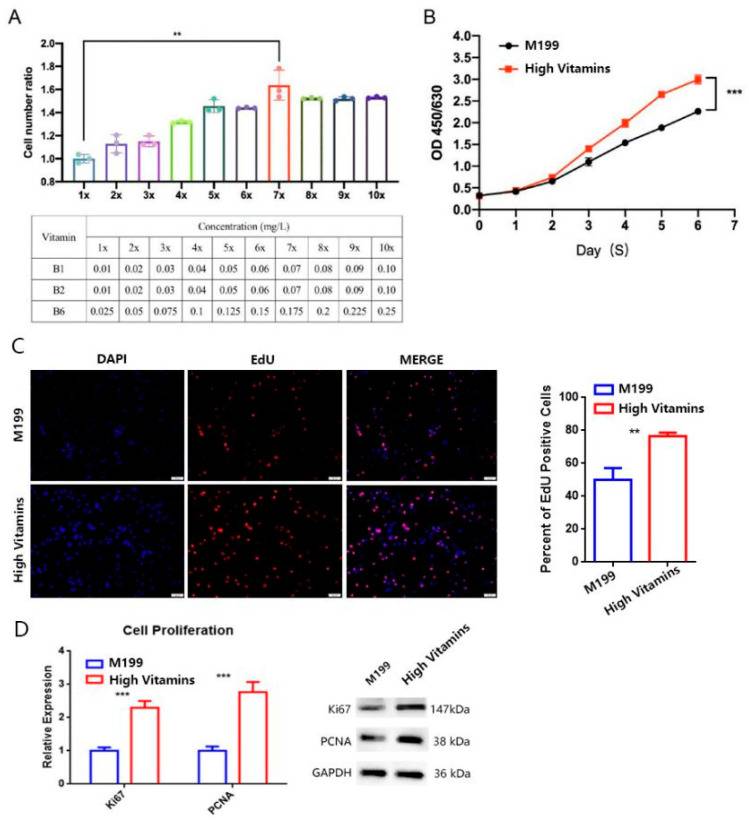 A
**
Cell number ratio
2.0
1.8
1.6
1.4
1.2
1.0
0.8
1x 2x 3x 4x 5x 6x 7x 8x 9x 10x
Vitamin Concentration (mg/L)
1x 2x 3x 4x 5x 6x 7x 8x 9x 10x
B1 0.01 0.02 0.03 0.04 0.05 0.06 0.07 0.08 0.09 0.10
B2 0.01 0.02 0.03 0.04 0.05 0.06 0.07 0.08 0.09 0.10
B6 0.025 0.05 0.075 0.1 0.125 0.15 0.175 0.2 0.225 0.25
B
M199
High Vitamins
OD 450/630
4.0
3.5
3.0
2.5
2.0
1.5
1.0
0.5
0.0
***
0 1 2 3 4 5 6 7
Day (S)
C
DAPI EdU MERGE
M199
High Vitamins
M199
High Vitamins
**
Percent of EdU Positive Cells
100
80
60
40
20
0
M199 High Vitamins
D
Cell Proliferation
M199
High Vitamins
*** ***
Relative Expression
4
3
2
1
0
Ki67 PCNA
M199 High Vitamins
Ki67 147kDa
PCNA 38 kDa
GAPDH 36 kDa